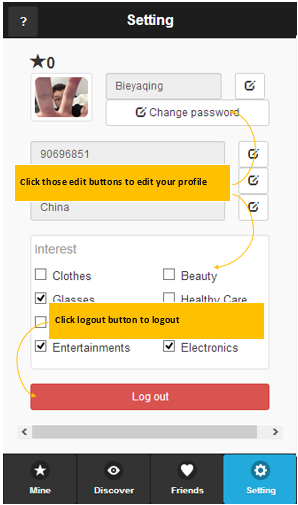 ? Setting
★0
Bieyaqing
Change password
90696851
Click those edit buttons to edit your profile
China
Interest
Clothes Beauty
Glasses Healthy Care
Click logout button to logout
Entertainments Electronics
Log out
Mine Discover Friends Setting